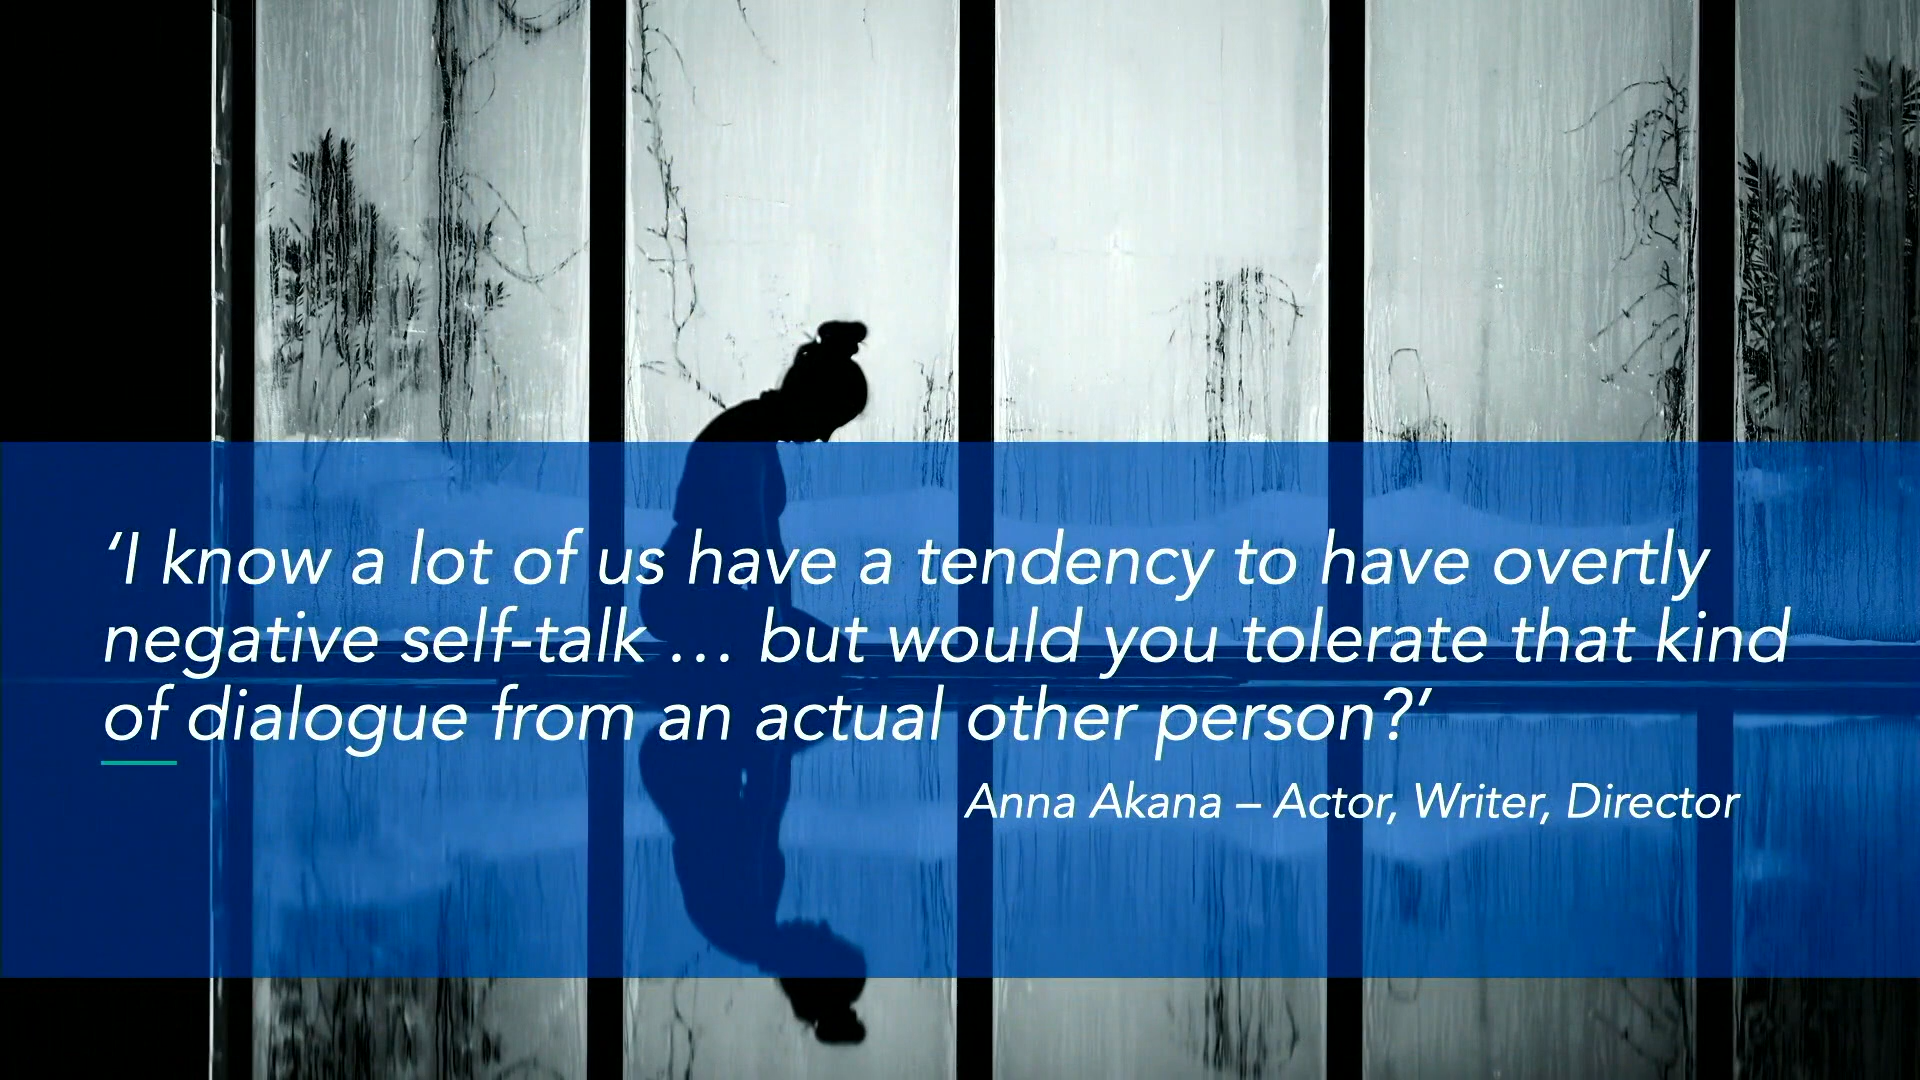 ‘I know a lot of us have a tendency to have overtly
negative self-talk … but would you tolerate that kind
of dialogue from an actual other person?’
Anna Akana – Actor, Writer, Director